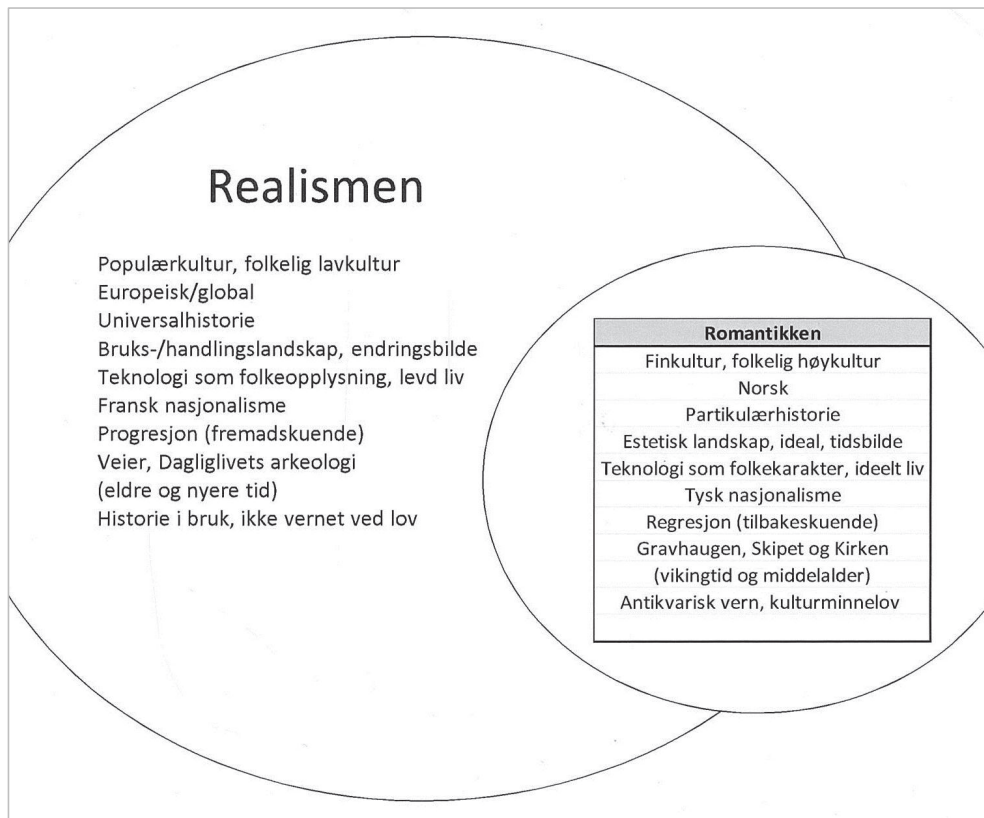 Realismen
Populærkultur, folkelig lavkultur
Europeisk/global
Universalhistorie
Bruks-/handlingslandskap, endringsbilde
Teknologi som folkeopplysning, levd liv
Fransk nasjonalisme
Progresjon (fremadskuende)
Veier, Dagliglivets arkeologi
(eldre og nyere tid)
Historie i bruk, ikke vernet ved lov
Romantikken
Finkultur, folkelig høykultur
Norsk
Partikulærhistorie
Estetisk landskap, ideal, tidsbilde
Teknologi som folkekarakter, ideelt liv
Tysk nasjonalisme
Regresjon (tilbakeskuende)
Gravhaugen, Skipet og Kirken
(vikingtid og middelalder)
Antikvarisk vern, kulturminnelov